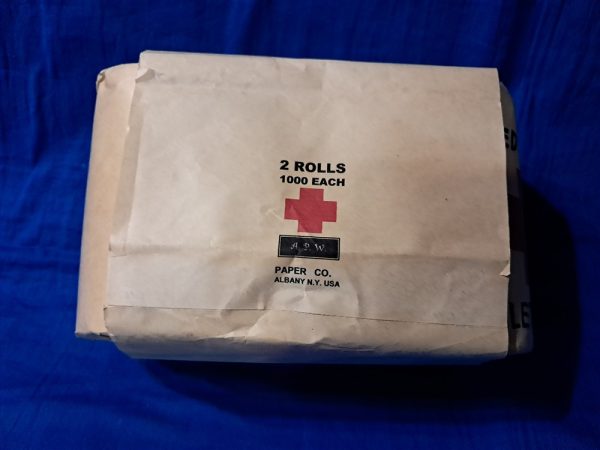 2 ROLLS
1000 EACH
A.P.W.
PAPER CO.
ALBANY N.Y. USA